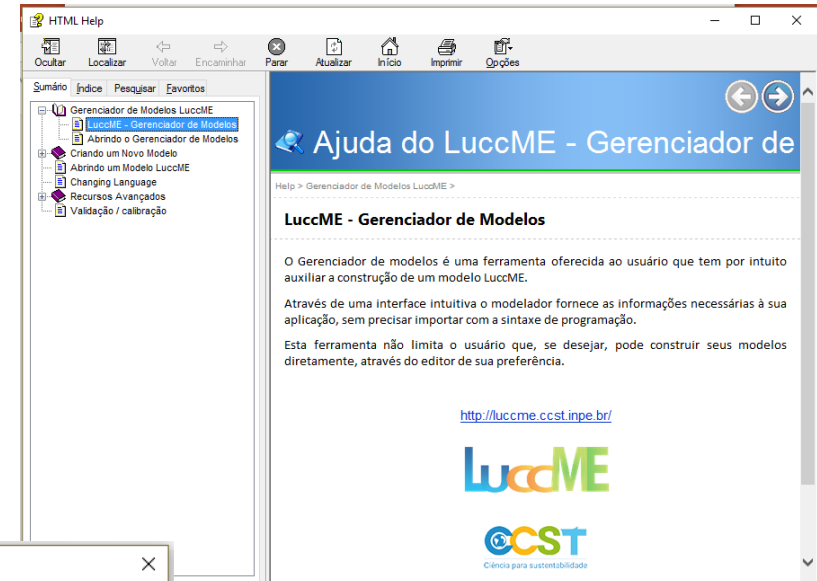 HTML Help
Ocultar Localizar Voltar Encaminhar Parar Atualizar Início Imprimir Opções
Sumário Índice Pesquisar Favoritos
Gerenciador de Modelos LuccME
LuccME - Gerenciador de Modelos
Abrindo o Gerenciador de Modelos
Criando um Novo Modelo
Abrindo um Modelo LuccME
Changing Language
Recursos Avançados
Validação / calibração
Ajuda do LuccME - Gerenciador de
Help > Gerenciador de Modelos LuccME >
LuccME - Gerenciador de Modelos
O Gerenciador de modelos é uma ferramenta oferecida ao usuário que tem por intuito
auxiliar a construção de um modelo LuccME.
Através de uma interface intuitiva o modelador fornece as informações necessárias à sua
aplicação, sem precisar importar com a sintaxe de programação.
Esta ferramenta não limita o usuário que, se desejar, pode construir seus modelos
diretamente, através do editor de sua preferência.
http://luccme.ccst.inpe.br/
LuccME
CCST
Ciência para sustentabilidade